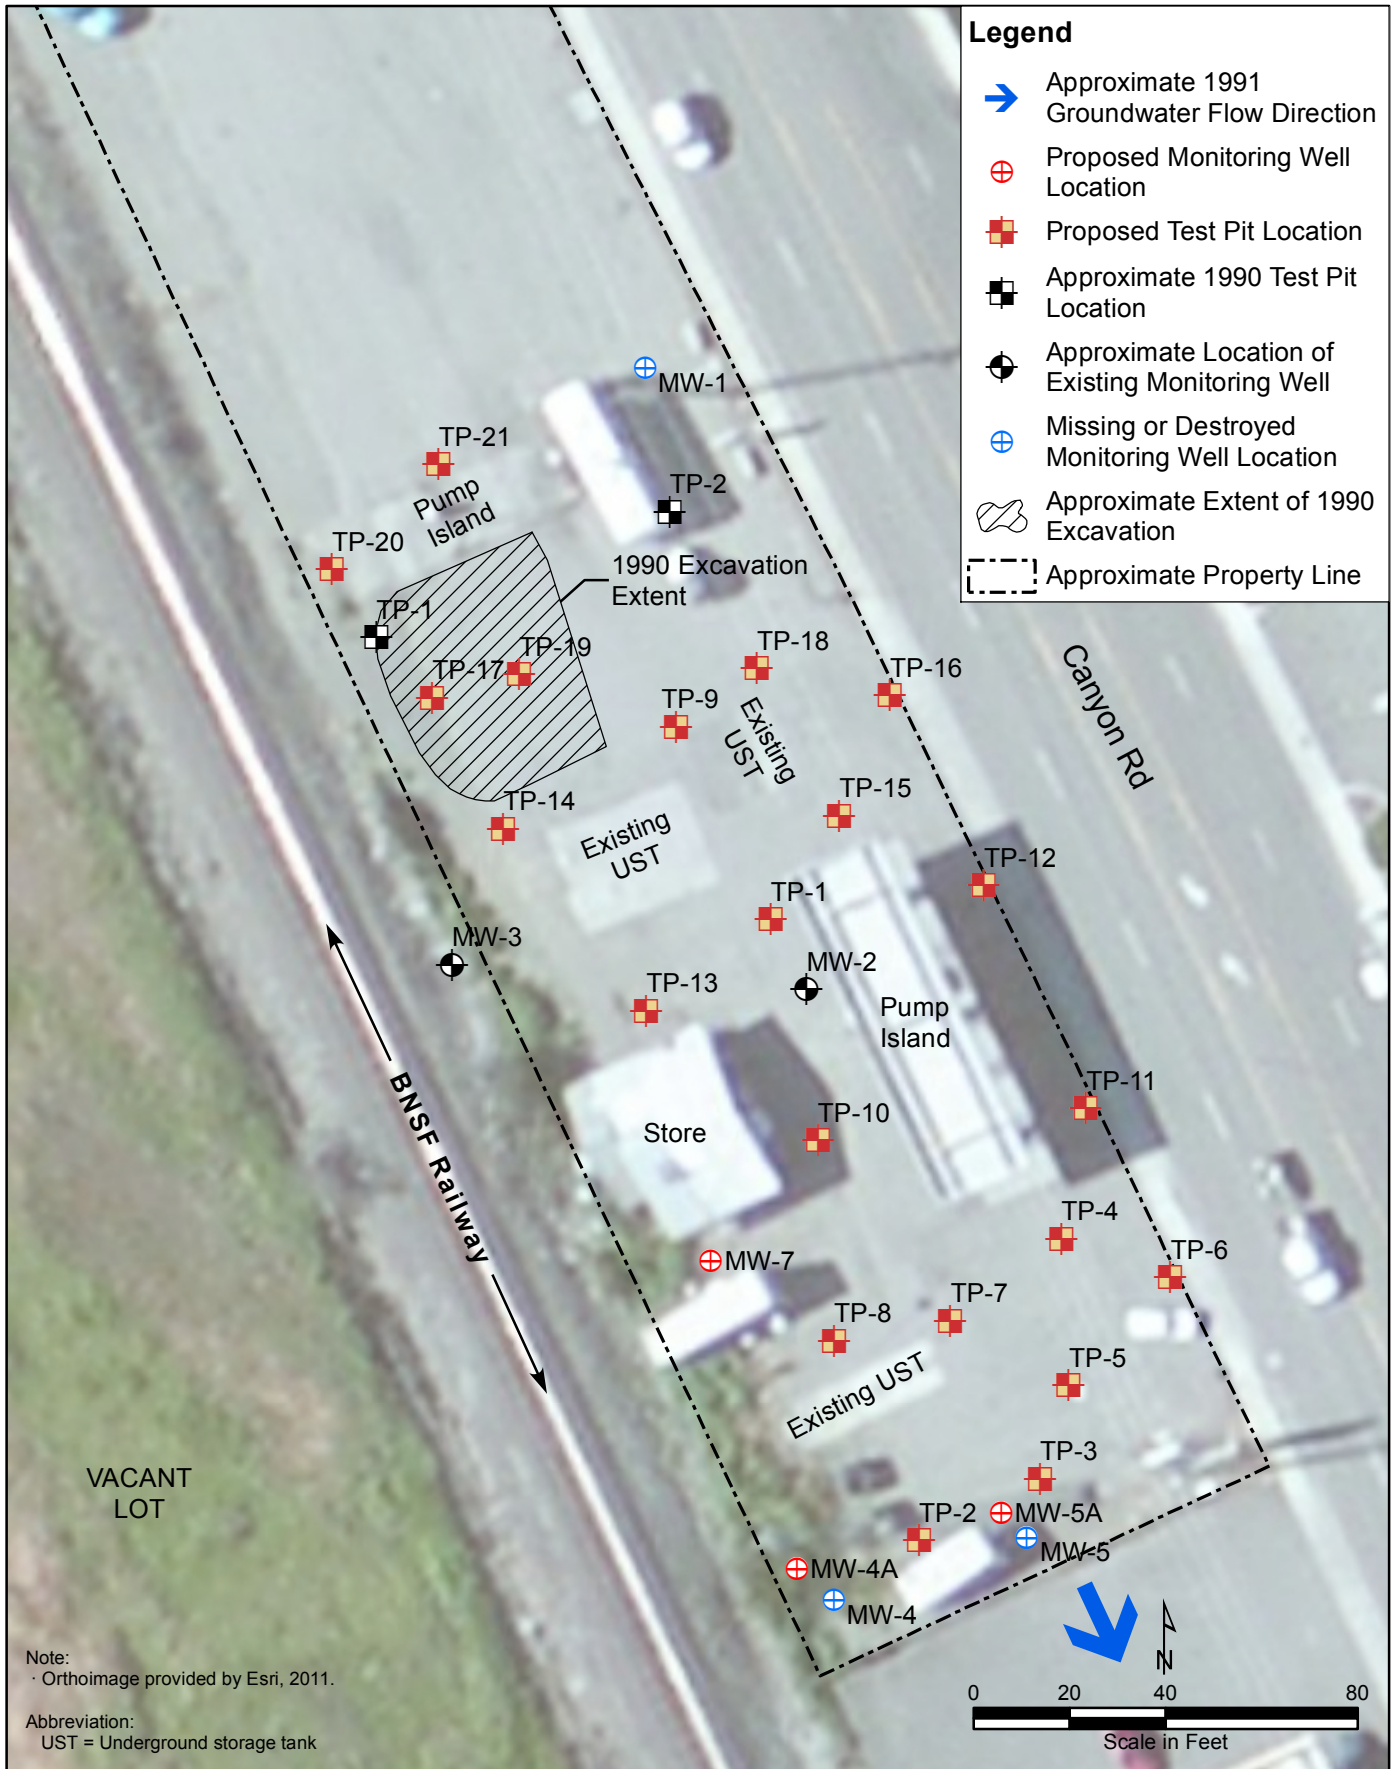 Legend
Approximate 1991
Groundwater Flow Direction
Proposed Monitoring Well
Location
Proposed Test Pit Location
Approximate 1990 Test Pit
Location
Approximate Location of
Existing Monitoring Well
Missing or Destroyed
Monitoring Well Location
Approximate Extent of 1990
Excavation
Approximate Property Line
MW-1
TP-21
Pump
Island
TP-2
TP-20
1990 Excavation
Extent
TP-1
TP-19
TP-17
TP-18
TP-16
TP-9
Existing
UST
Canyon Rd
TP-14
TP-15
Existing
UST
TP-12
TP-1
MW-3
MW-2
TP-13
Pump
Island
BNSF Railway
TP-11
TP-10
Store
TP-4
MW-7
TP-6
TP-7
TP-8
TP-5
Existing UST
TP-3
VACANT
LOT
TP-2
MW-5A
MW-5
MW-4A
MW-4
N
Note:
· Orthoimage provided by Esri, 2011.
Abbreviation:
UST = Underground storage tank
0 20 40 80
Scale in Feet